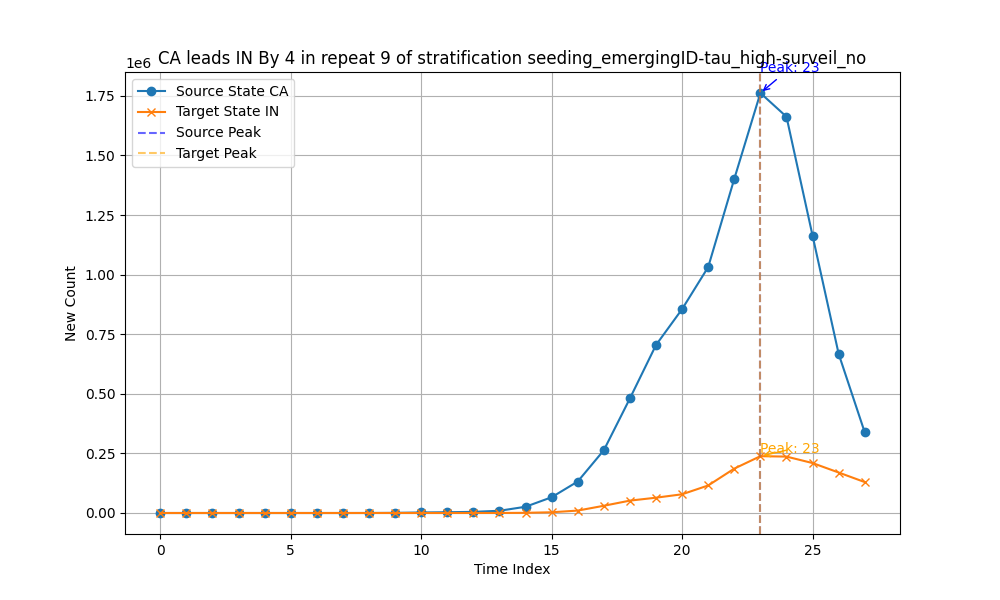 CA leads IN By 4 in repeat 9 of stratification seeding_emergingID-tau_high-surveil_no
1e6
Peak: 23
Source State CA
Target State IN
Source Peak
Target Peak
1.75
1.50
1.25
1.00
0.75
0.50
0.25
0.00
New Count
Peak: 23
0 5 10 15 20 25
Time Index